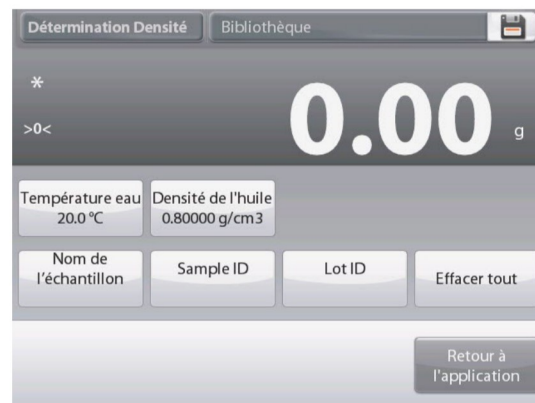 Détermination Densité Bibliothèque
*
>0<
0.00 g
Température eau
20.0 °C
Densité de l'huile
0.80000 g/cm3
Nom de
l'échantillon
Sample ID
Lot ID
Effacer tout
Retour à
l'application